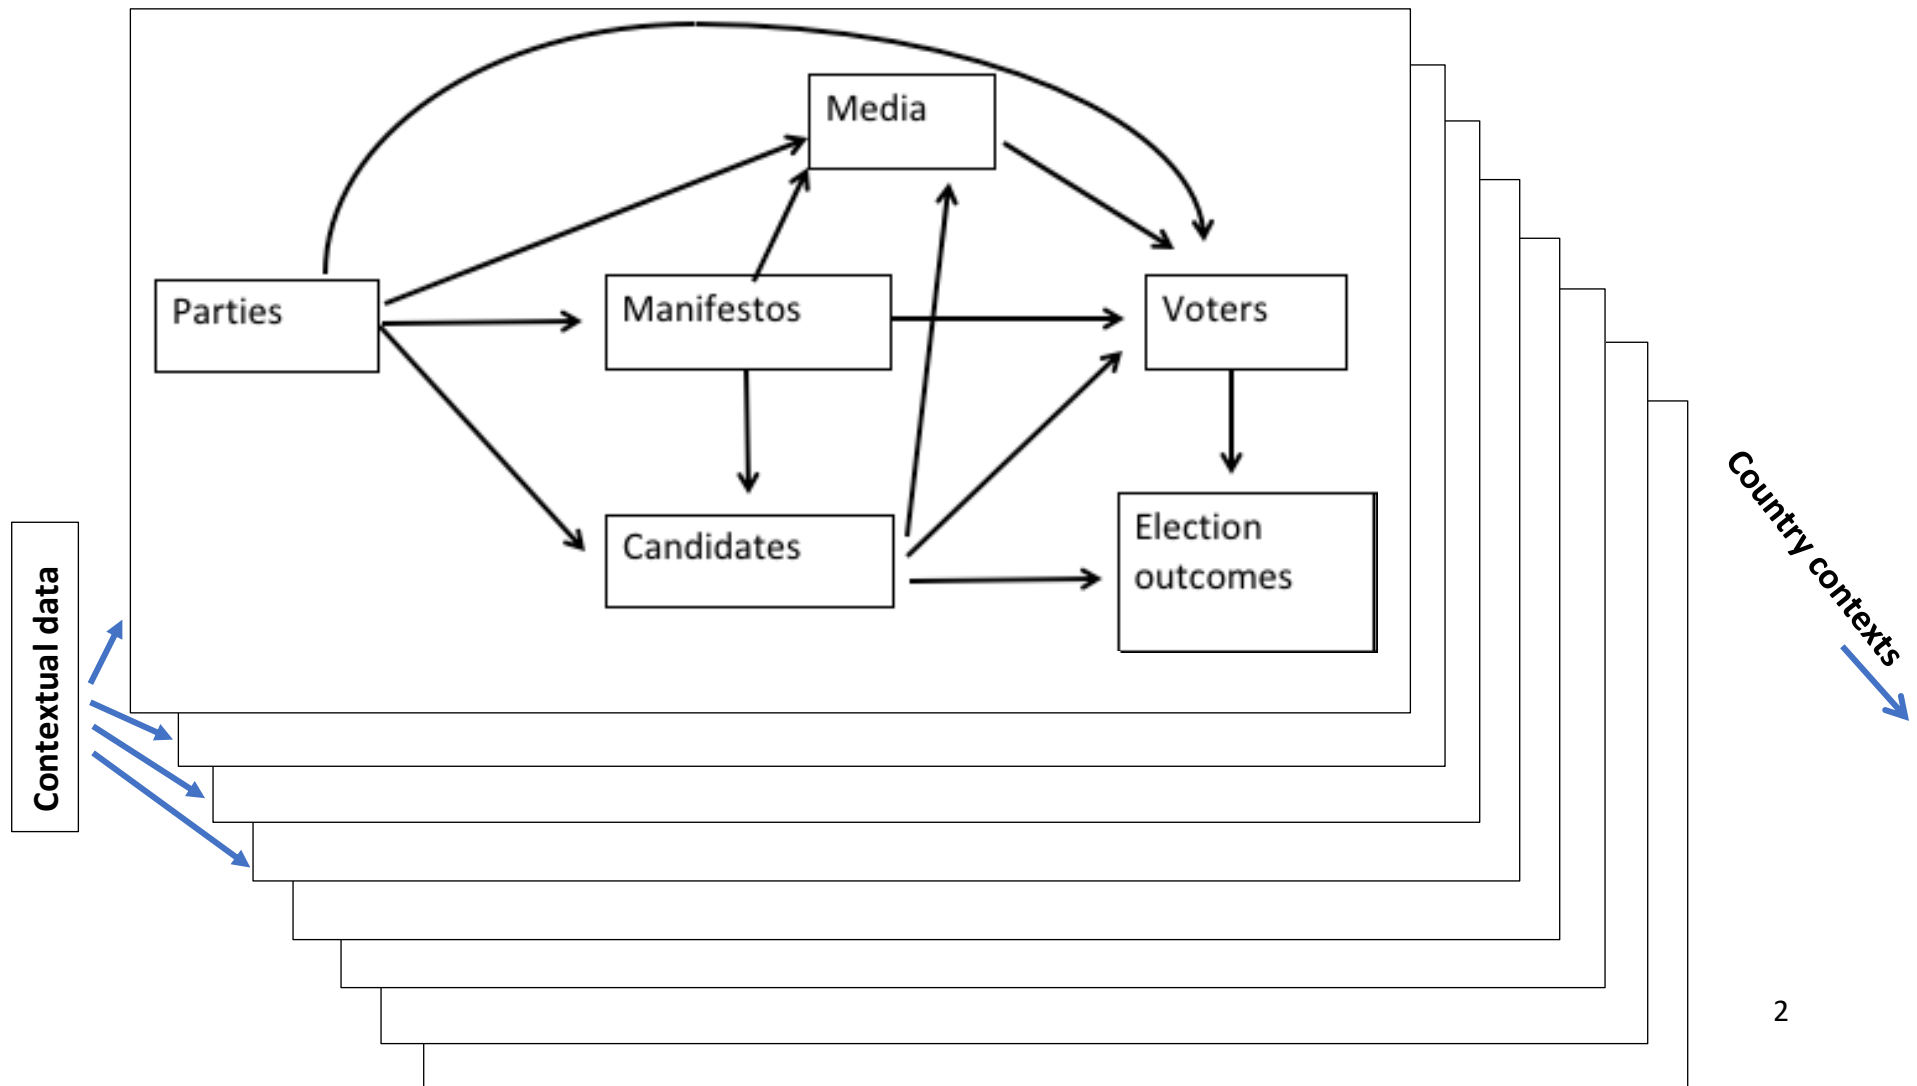 Media
Parties
Manifestos
Voters
Candidates
Election
outcomes
Contextual data
Country contexts
2